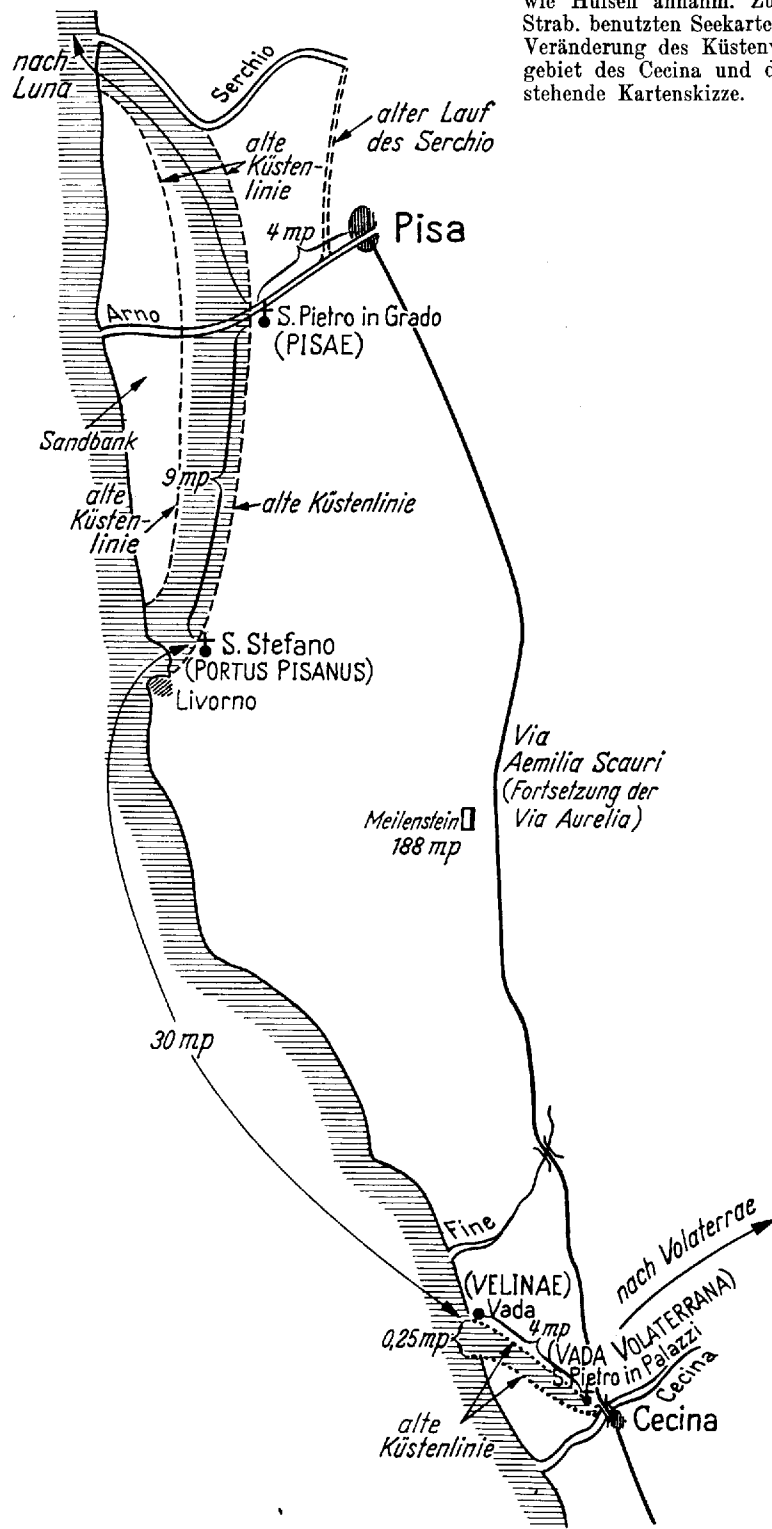 wie Hülsen annahm. Zu
Strab. benutzten Seekarte
Veränderung des Küsten
gebiet des Cecina und d
stehende Kartenskizze.
nach
Luna
Serchio
alter Lauf
des Serchio
alte
Küsten-
linie
4 mp
Pisa
Arno
S. Pietro in Grado
(PISAE)
Sandbank
9 mp
alte
Küsten-
linie
alte Küstenlinie
S. Stefano
(PORTUS PISANUS)
Livorno
Via
Aemilia Scauri
(Fortsetzung der
Via Aurelia)
Meilenstein
188 mp
30 mp
Fine
nach Volaterrae
(VELINAE)
Vada
0,25 mp
4 mp
(VADA VOLATERRANA)
S. Pietro in Palazzi
Cecina
alte
Küstenlinie
Cecina